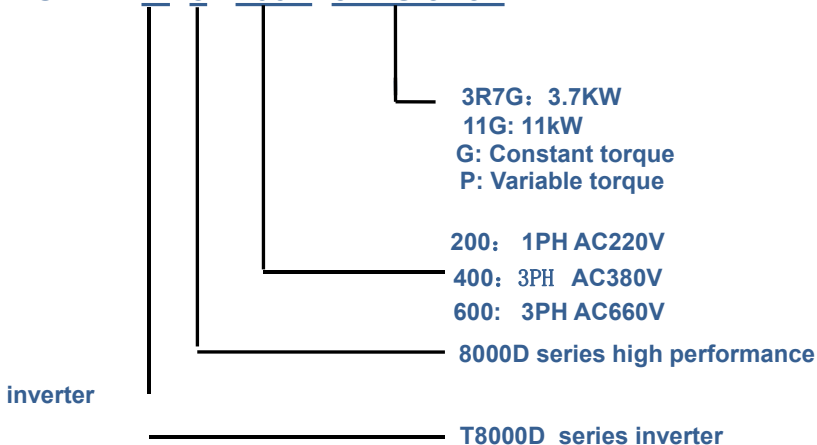 3R7G：3.7KW
11G: 11kW
G: Constant torque
P: Variable torque
200： 1PH AC220V
400：3PH AC380V
600: 3PH AC660V
8000D series high performance
inverter
T8000D series inverter